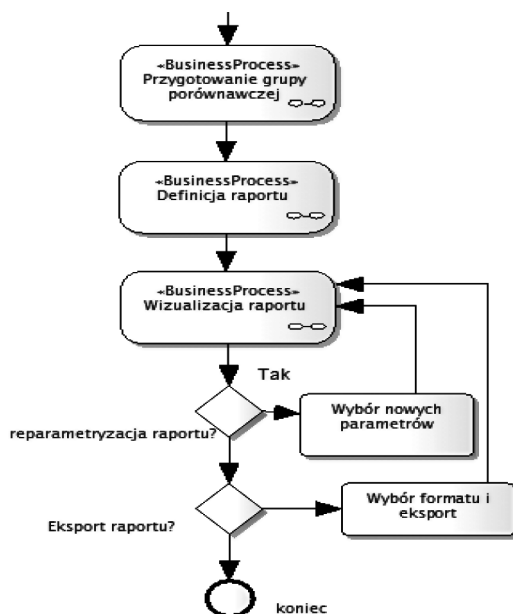 «BusinessProcess»
Przygotowanie grupy
porównawczej
«BusinessProcess»
Definicja raportu
«BusinessProcess»
Wizualizacja raportu
Tak
Wybór nowych
parametrów
reparametryzacja raportu?
Wybór formatu i
eksport
Eksport raportu?
koniec